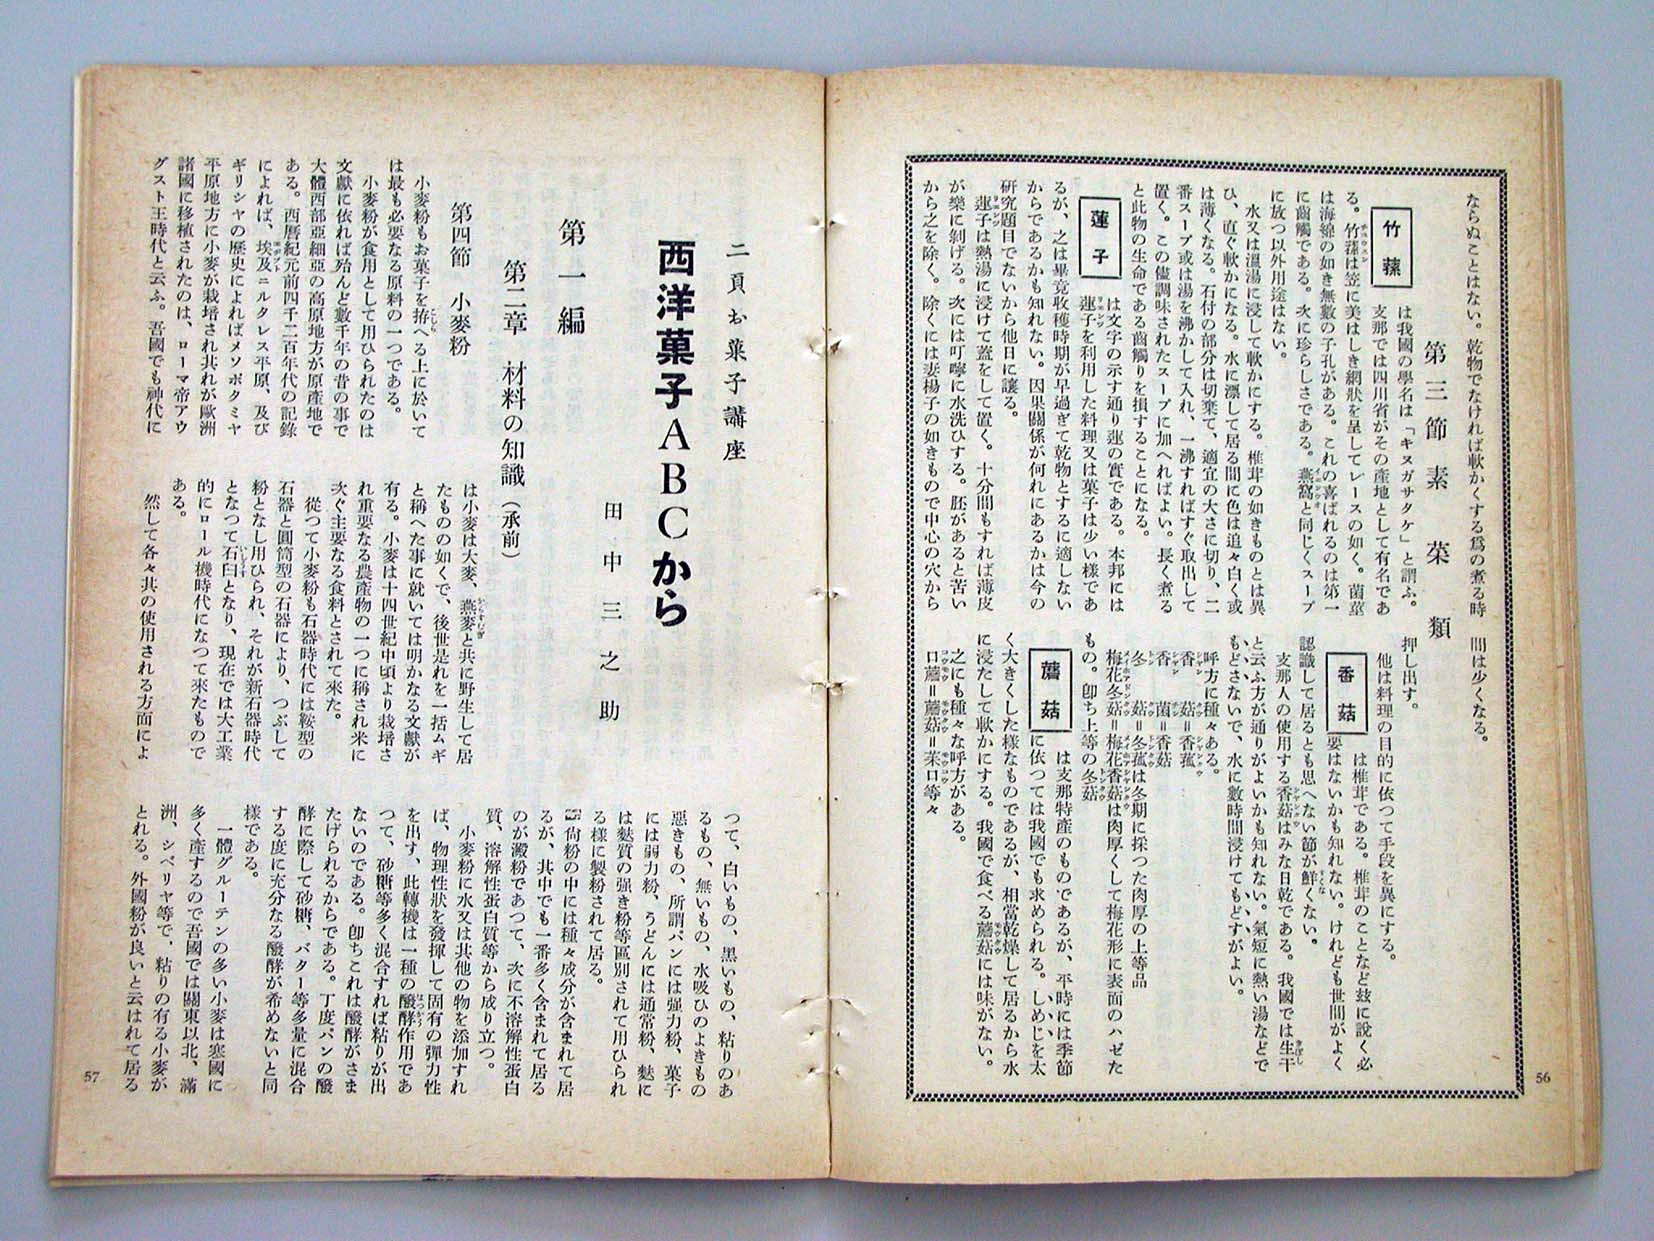 ならぬことはない。乾物でなければ軟かくする爲の煮る時
間は少くなる。
第三節 素菜類
竹蓀
は我國の學名は「キヌガサタケ」と謂ふ。
支那では四川省がその產地として有名であ
る。竹蓀は笠に美はしき網狀を呈してレースの如く。菌莖
は海綿の如き無數の子孔がある。これの喜ばれるのは第一
に齒觸である。次に珍らしさである。燕窩と同じくスープ
に放つ以外用途はない。
水又は溫湯に浸して軟かにする。椎茸の如きものとは異
ひ、直ぐ軟かになる。水に漂して居る間に色は追々白く或
は薄くなる。石付の部分は切棄て、適宜の大さに切り、二
番スープ或は湯を沸かして入れ、一沸すればすぐ取出して
置く。この儘調味されたスープに加へればよい。長く煮る
と此物の生命である齒觸りを損することになる。
蓮子
は文字の示す通り蓮の實である。本邦には
蓮子を利用した料理又は菓子は少い樣であ
るが、之は畢竟收穫時期が早過ぎて乾物とするに適しない
からであるかも知れない。因果關係が何れにあるかは今の
硏究題目でないから他日に讓る。
蓮子は熱湯に浸けて蓋をして置く。十分間もすれば薄皮
が樂に剝げる。次には叮嚀に水洗ひする。胚があると苦い
から之を除く。除くには妻楊子の如きもので中心の穴から
押し出す。
他は料理の目的に依つて手段を異にする。
香菇
は椎茸である。椎茸のことなど玆に說く必
要はないかも知れない。けれども世間がよく
認識して居るとも思へない節が鮮くない。
支那人の使用する香菇はみな日乾である。我國では生干
と云ふ方が通りがよいかも知れない。氣短に熱い湯などで
もどさないで、水に數時間浸けてもどすがよい。
呼方に種々ある。
香　菇＝香菰
香　菌＝香菇
冬　菇＝冬菰は冬期に採つた肉厚の上等品
梅花冬菇＝梅花香菇は肉厚くして梅花形に表面のハゼた
もの。卽ち上等の冬菇
蘑菇
は支那特產のものであるが、平時には季節
に依つては我國でも求められる。しめじを太
く大きくした樣なものであるが、相當乾燥して居るから水
に浸たして軟かにする。我國で食べる蘑菇には味がない。
之にも種々な呼方がある。
口蘑＝蘑菇＝茉口等々
56
二頁お菓子講座
西洋菓子ABCから
田中三之助
第一編
第二章 材料の知識（承前）
第四節 小麥粉
小麥粉もお菓子を拵へる上に於いて
は最も必要なる原料の一つである。
小麥粉が食用として用ひられたのは
文獻に依れば殆んど數千年の昔の事で
大體西部亞細亞の高原地方が原產地で
ある。西曆紀元前四千二百年代の記錄
によれば、埃及ニルタレス平原、及び
ギリシヤの歷史によればメソポタミヤ
平原地方に小麥が栽培され其れが歐洲
諸國に移植されたのは、ローマ帝アウ
グスト王時代と云ふ。吾國でも神代に
は小麥は大麥、燕麥と共に野生して居
たものの如くで、後世是れを一括ムギ
と稱へた事に就いては明かなる文獻が
有る。小麥は十四世紀中頃より栽培さ
れ重要なる農產物の一つに稱され米に
次ぐ主要なる食料とされて來た。
從つて小麥粉も石器時代には鞍型の
石器と圓筒型の石器により、つぶして
粉となし用ひられ、それが新石器時代
となつて石臼となり、現在では大工業
的にロール機時代になつて來たもので
ある。
然して各々其の使用される方面によ
つて、白いもの、黑いもの、粘りのあ
るもの、無いもの、水吸ひのよきもの
惡きもの、所謂パンには强力粉、菓子
には弱力粉、うどんには通常粉、麩に
は麩質の强き粉等區別されて用ひられ
る樣に製粉されて居る。
尙粉の中には種々成分が含まれて居
るが、其中でも一番多く含まれて居る
のが澱粉であつて、次に不溶解性蛋白
質、溶解性蛋白質等から成り立つ。
小麥粉に水又は其他の物を添加すれ
ば、物理性狀を發揮して固有の彈力性
を出す、此轉機は一種の醱酵作用であ
つて、砂糖等多く混合すれば粘りが出
ないのである。卽ちこれは醱酵がさま
たげられるからである。丁度パンの醱
酵に際して砂糖、バター等多量に混合
する度に充分なる醱酵が希めないと同
樣である。
一體グルーテンの多い小麥は寒國に
多く產するので吾國では關東以北、滿
洲、シベリヤ等で、粘りの有る小麥が
とれる。外國粉が良いと云はれて居る
57